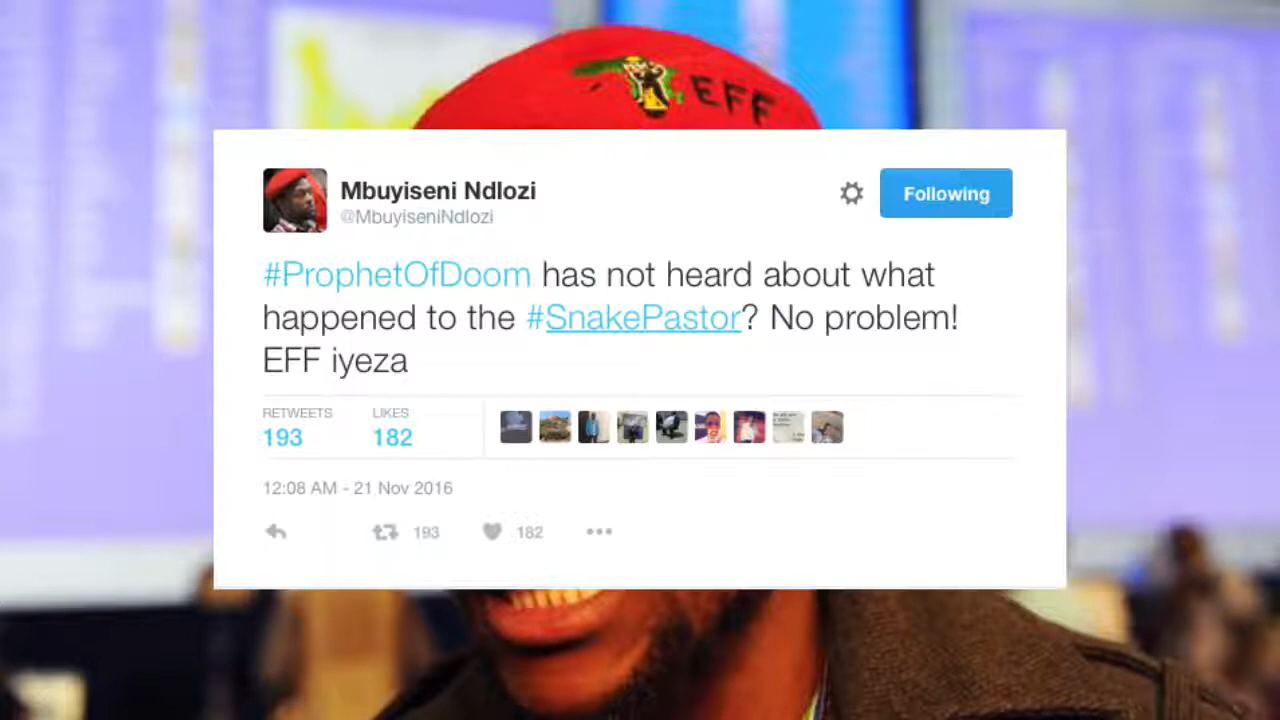 EFF
Mbuyiseni Ndlozi
@MbuyiseniNdlozi
Following
#ProphetOfDoom has not heard about what
happened to the #SnakePastor? No problem!
EFF iyeza
RETWEETS LIKES
193 182
12:08 AM - 21 Nov 2016
193 182